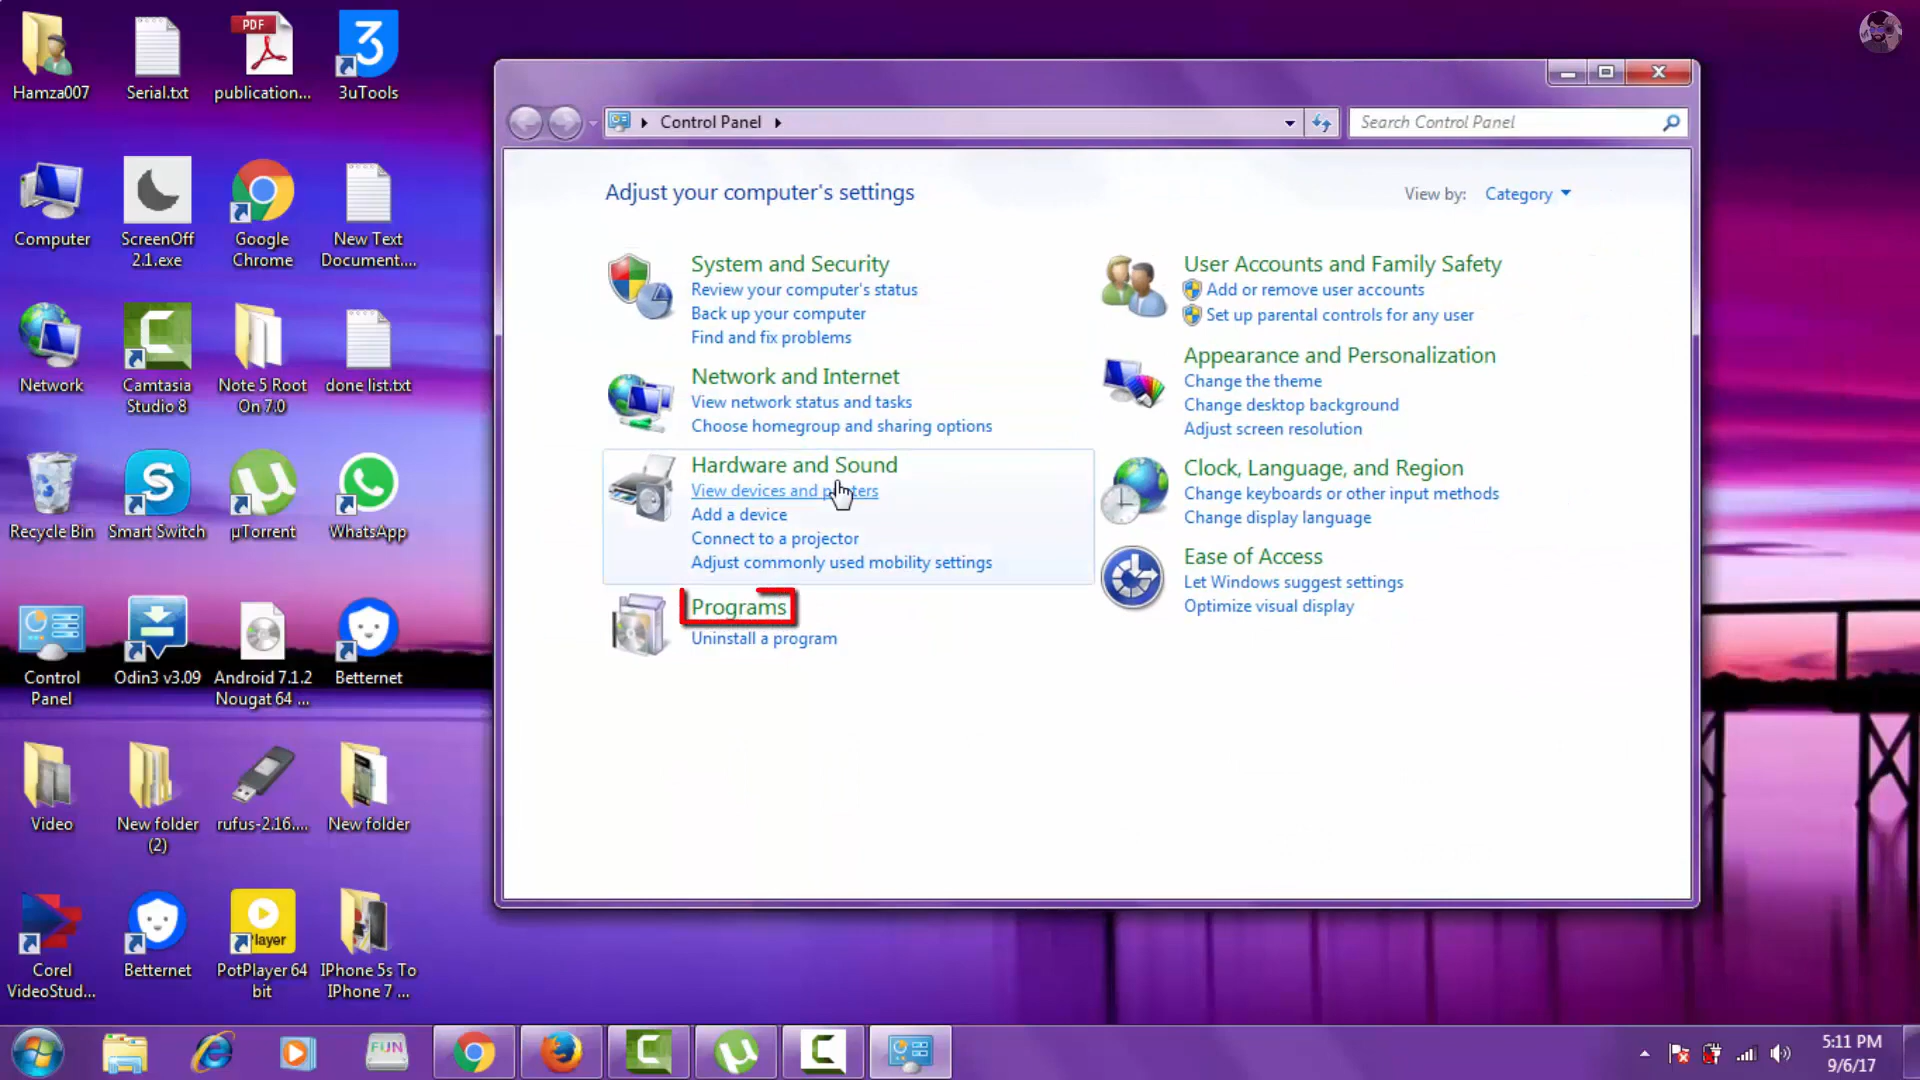 Hamza007
Serial.txt
PDF
publication...
3
3uTools
Computer
ScreenOff
2.1.exe
Google
Chrome
New Text
Document....
Network
Camtasia
Studio 8
Note 5 Root
On 7.0
done list.txt
Recycle Bin
Smart Switch
µTorrent
WhatsApp
Control
Panel
Odin3 v3.09
Android 7.1.2
Nougat 64 ...
Betternet
Video
New folder
(2)
rufus-2.16....
New folder
Corel
VideoStud...
Betternet
Player
PotPlayer 64
bit
IPhone 5s To
IPhone 7 ...
Control Panel
Search Control Panel
Adjust your computer's settings
View by: Category
System and Security
Review your computer's status
Back up your computer
Find and fix problems
Network and Internet
View network status and tasks
Choose homegroup and sharing options
Hardware and Sound
View devices and printers
Add a device
Connect to a projector
Adjust commonly used mobility settings
Programs
Uninstall a program
User Accounts and Family Safety
Add or remove user accounts
Set up parental controls for any user
Appearance and Personalization
Change the theme
Change desktop background
Adjust screen resolution
Clock, Language, and Region
Change keyboards or other input methods
Change display language
Ease of Access
Let Windows suggest settings
Optimize visual display
FUN
5:11 PM
9/6/17